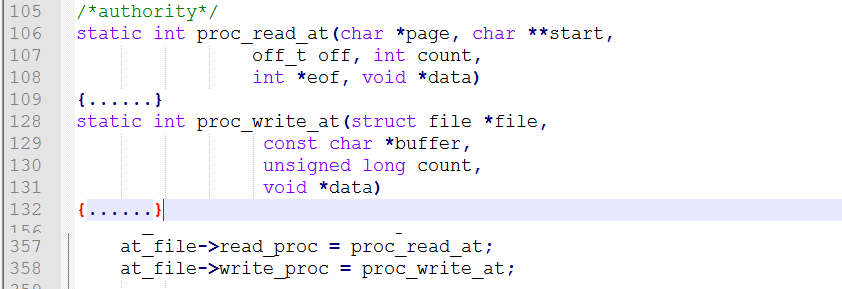 105 /*authority*/
106 static int proc_read_at(char *page, char **start,
107 off_t off, int count,
108 int *eof, void *data)
109 {......}
128 static int proc_write_at(struct file *file,
129 const char *buffer,
130 unsigned long count,
131 void *data)
132 {......}
357 at_file->read_proc = proc_read_at;
358 at_file->write_proc = proc_write_at;